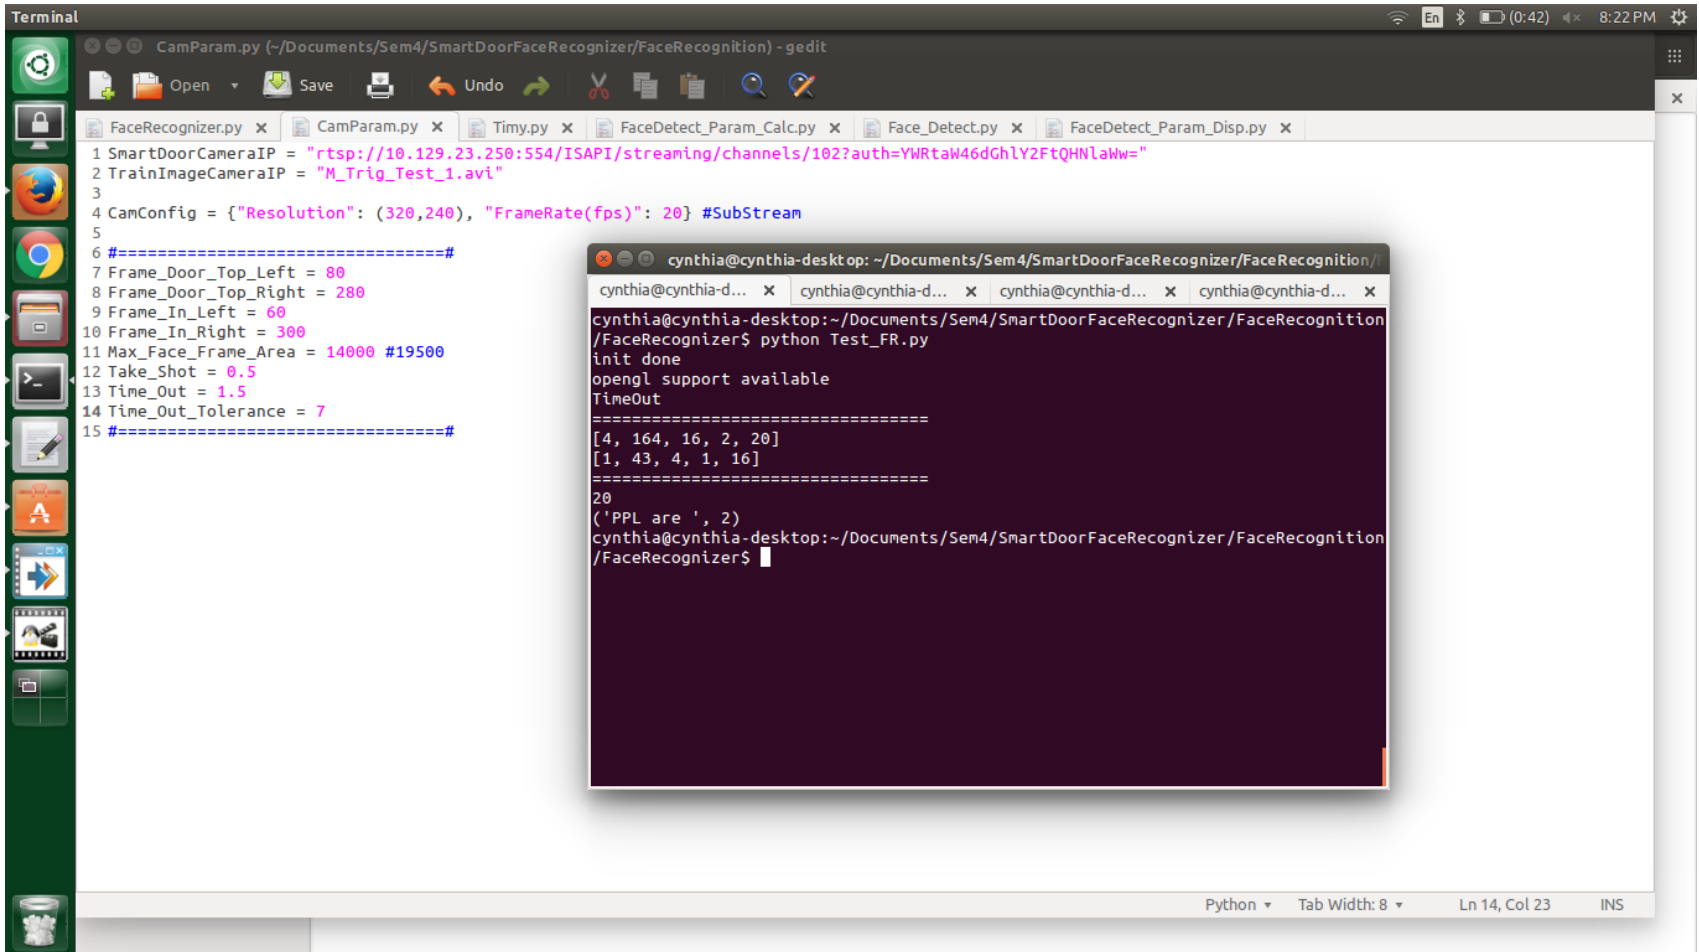 Terminal
En (0:42) 8:22 PM
CamParam.py (~/Documents/Sem4/SmartDoorFaceRecognizer/FaceRecognition) - gedit
Open Save Undo
FaceRecognizer.py CamParam.py Timy.py FaceDetect_Param_Calc.py Face_Detect.py FaceDetect_Param_Disp.py
1 SmartDoorCameraIP = "rtsp://10.129.23.250:554/ISAPI/streaming/channels/102?auth=YWRtaW46dGhlY2FtQHNlaWw="
2 TrainImageCameraIP = "M_Trig_Test_1.avi"
3
4 CamConfig = {"Resolution": (320,240), "FrameRate(fps)": 20} #SubStream
5
6 #=================================#
7 Frame_Door_Top_Left = 80
8 Frame_Door_Top_Right = 280
9 Frame_In_Left = 60
10 Frame_In_Right = 300
11 Max_Face_Frame_Area = 14000 #19500
12 Take_Shot = 0.5
13 Time_Out = 1.5
14 Time_Out_Tolerance = 7
15 #=================================#
cynthia@cynthia-desktop: ~/Documents/Sem4/SmartDoorFaceRecognizer/FaceRecognition/
cynthia@cynthia-d... cynthia@cynthia-d... cynthia@cynthia-d... cynthia@cynthia-d...
cynthia@cynthia-desktop:~/Documents/Sem4/SmartDoorFaceRecognizer/FaceRecognition
/FaceRecognizer$ python Test_FR.py
init done
opengl support available
TimeOut
==================================
[4, 164, 16, 2, 20]
[1, 43, 4, 1, 16]
==================================
20
('PPL are ', 2)
cynthia@cynthia-desktop:~/Documents/Sem4/SmartDoorFaceRecognizer/FaceRecognition
/FaceRecognizer$
Python Tab Width: 8 Ln 14, Col 23 INS